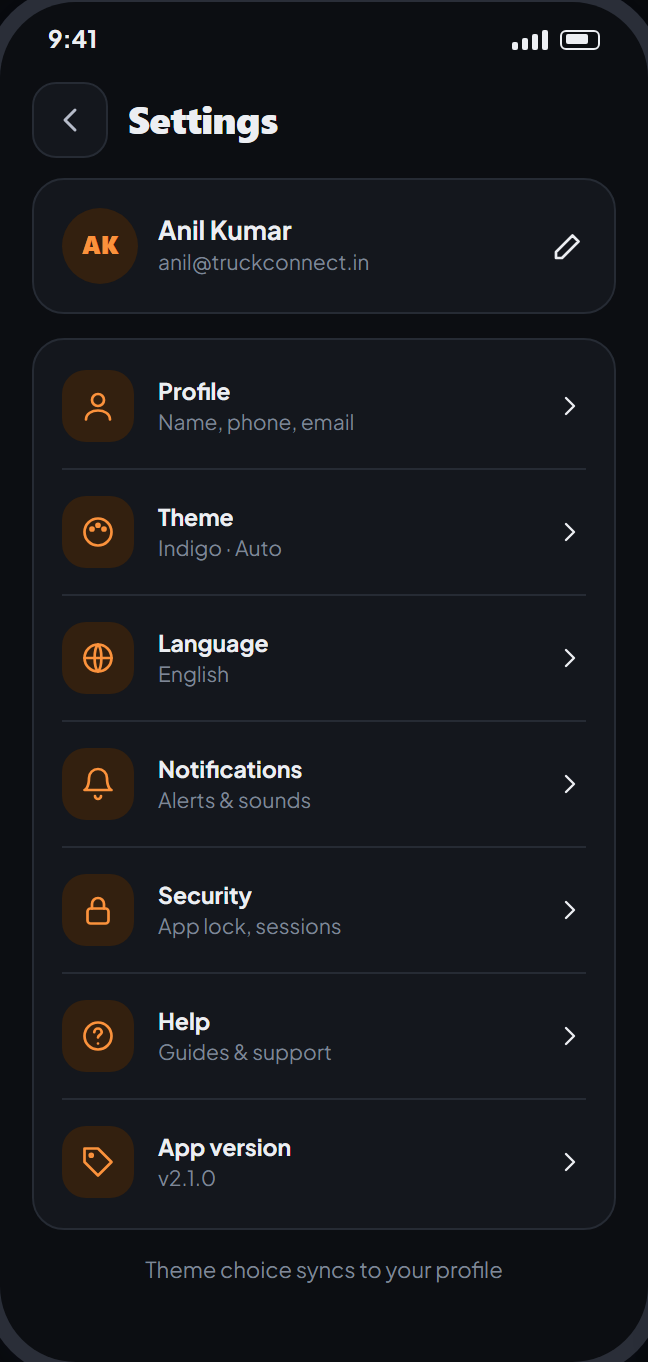 9:41
Settings
AK
Anil Kumar
anil@truckconnect.in
Profile
Name, phone, email
Theme
Indigo · Auto
Language
English
Notifications
Alerts & sounds
Security
App lock, sessions
Help
Guides & support
App version
v2.1.0
Theme choice syncs to your profile